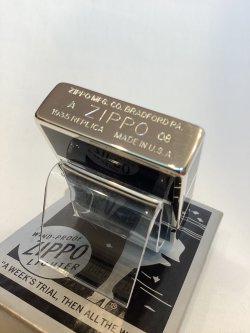 ZIPPO MFG. CO. BRADFORD PA.
A ZIPPO 08
1935 REPLICA MADE IN U.S.A.
WIND-PROOF
ZIPPO
LIGHTER
"A WEEK'S TRIAL, THEN ALL THE